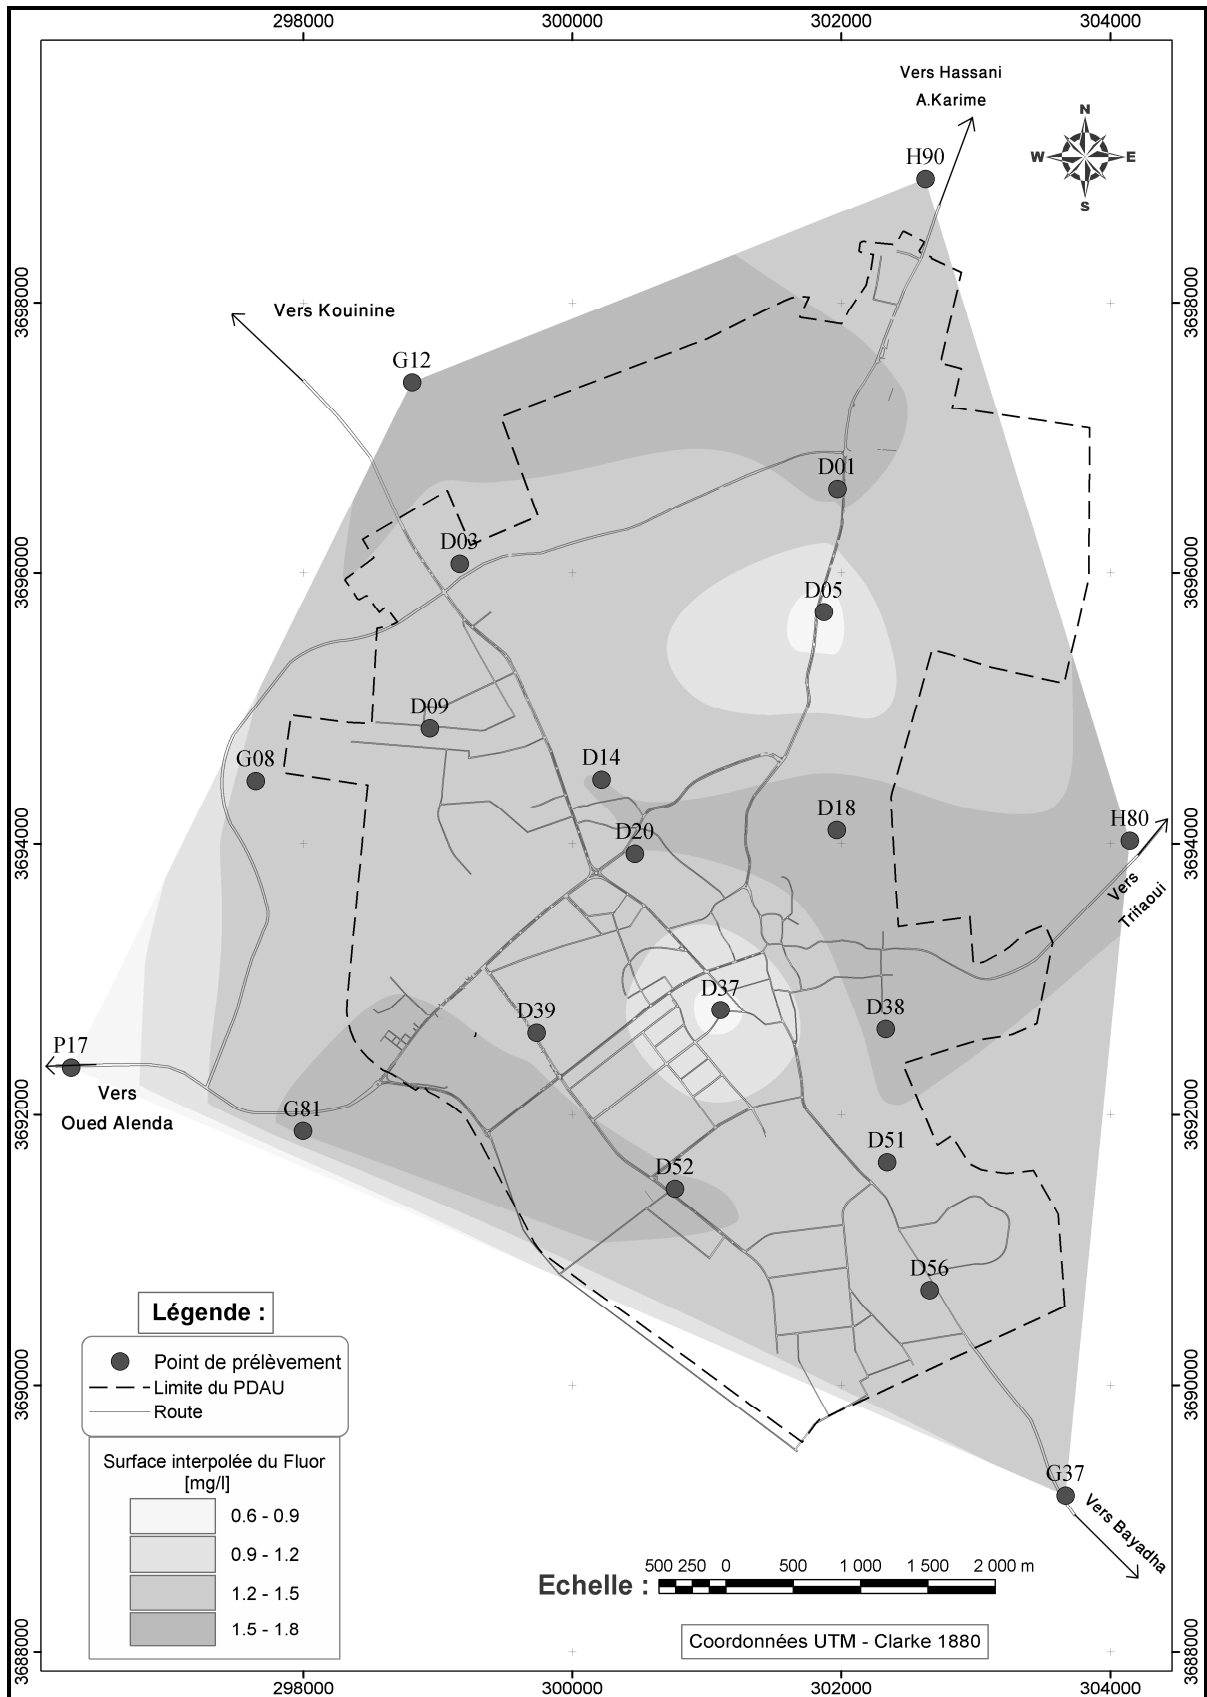 298000 300000 302000 304000
Vers Hassani
A.Karime
N
W E
S
H90
3698000 3698000
Vers Kouinine
G12
D01
D03
3696000 3696000
D05
D09
G08
D14
D18
H80
D20
3694000 3694000
Vers
Trifaoui
D37
D38
D39
P17
Vers
Oued Alenda
3692000 3692000
G81
D51
D52
D56
Légende :
Point de prélèvement
Limite du PDAU
Route
3690000 3690000
Surface interpolée du Fluor
[mg/l]
0.6 - 0.9
0.9 - 1.2
1.2 - 1.5
1.5 - 1.8
G37
Vers Bayadha
500 250 0 500 1 000 1 500 2 000 m
Echelle :
Coordonnées UTM - Clarke 1880
3688000 3688000
298000 300000 302000 304000